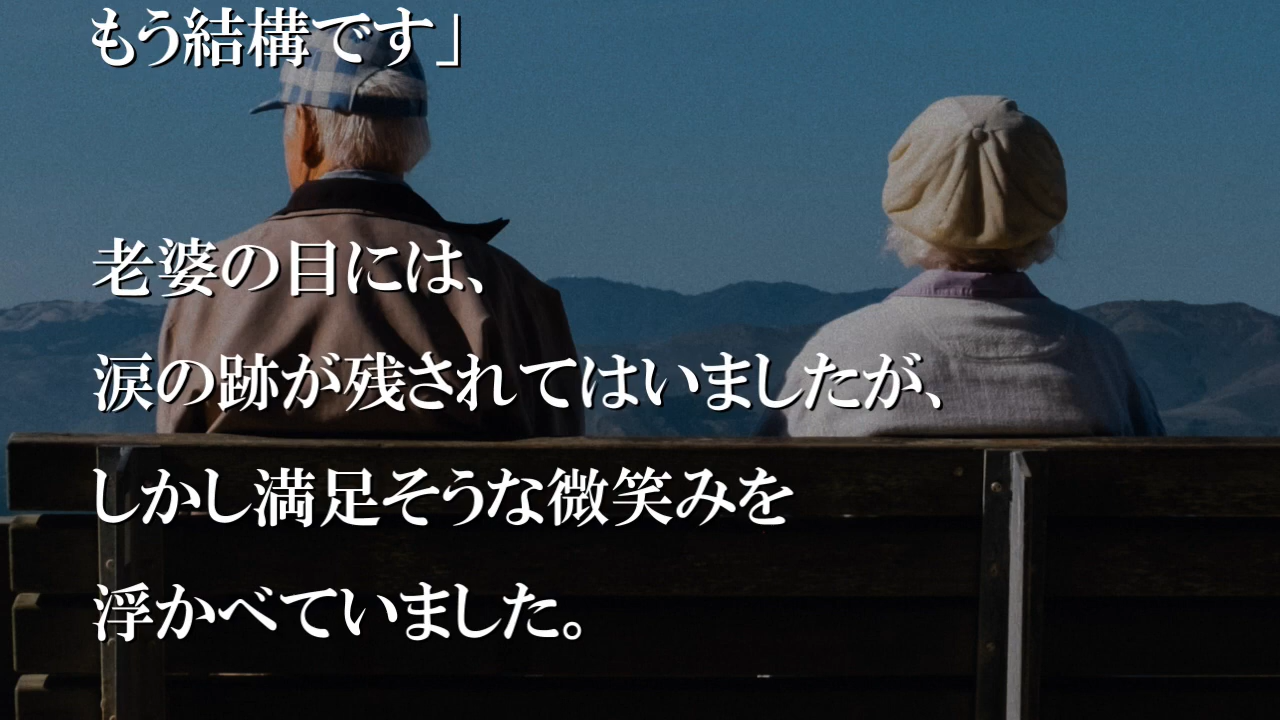 もう結構です」
老婆の目には、
涙の跡が残されてはいましたが、
しかし満足そうな微笑みを
浮かべていました。